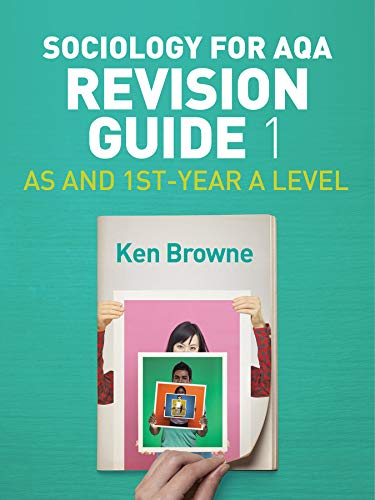 SOCIOLOGY FOR AQA
REVISION
GUIDE 1
AS AND 1ST-YEAR A LEVEL
Ken Browne